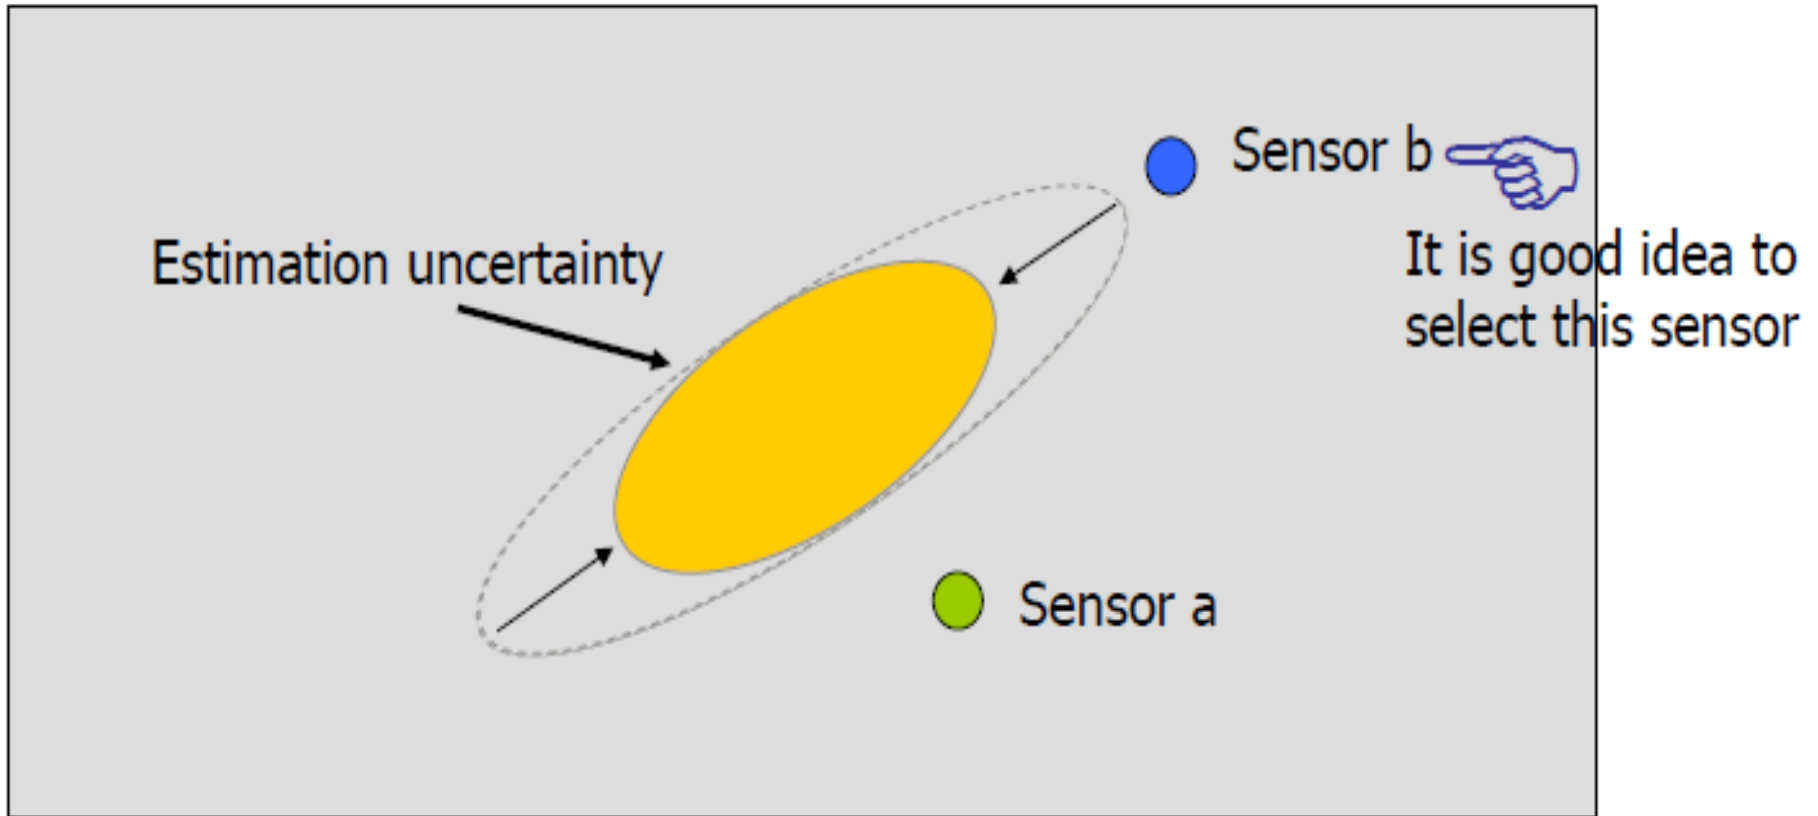 Sensor b
Estimation uncertainty
It is good idea to
select this sensor
Sensor a